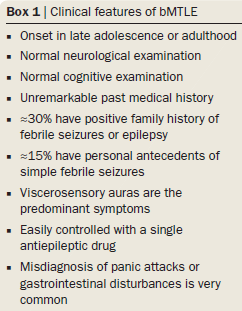 Box 1 | Clinical features of bMTLE
▪ Onset in late adolescence or adulthood
▪ Normal neurological examination
▪ Normal cognitive examination
▪ Unremarkable past medical history
▪ ≈30% have positive family history of
febrile seizures or epilepsy
▪ ≈15% have personal antecedents of
simple febrile seizures
▪ Viscerosensory auras are the
predominant symptoms
▪ Easily controlled with a single
antiepileptic drug
▪ Misdiagnosis of panic attacks or
gastrointestinal disturbances is very
common